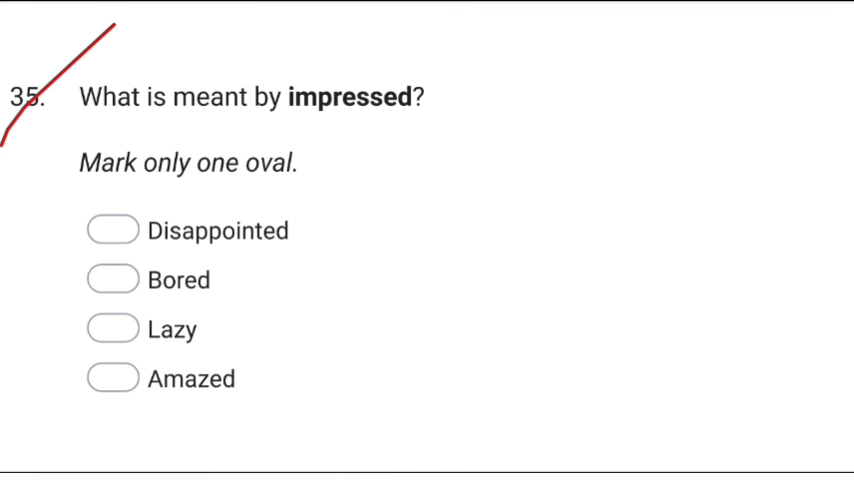 35. What is meant by impressed?
Mark only one oval.
Disappointed
Bored
Lazy
Amazed